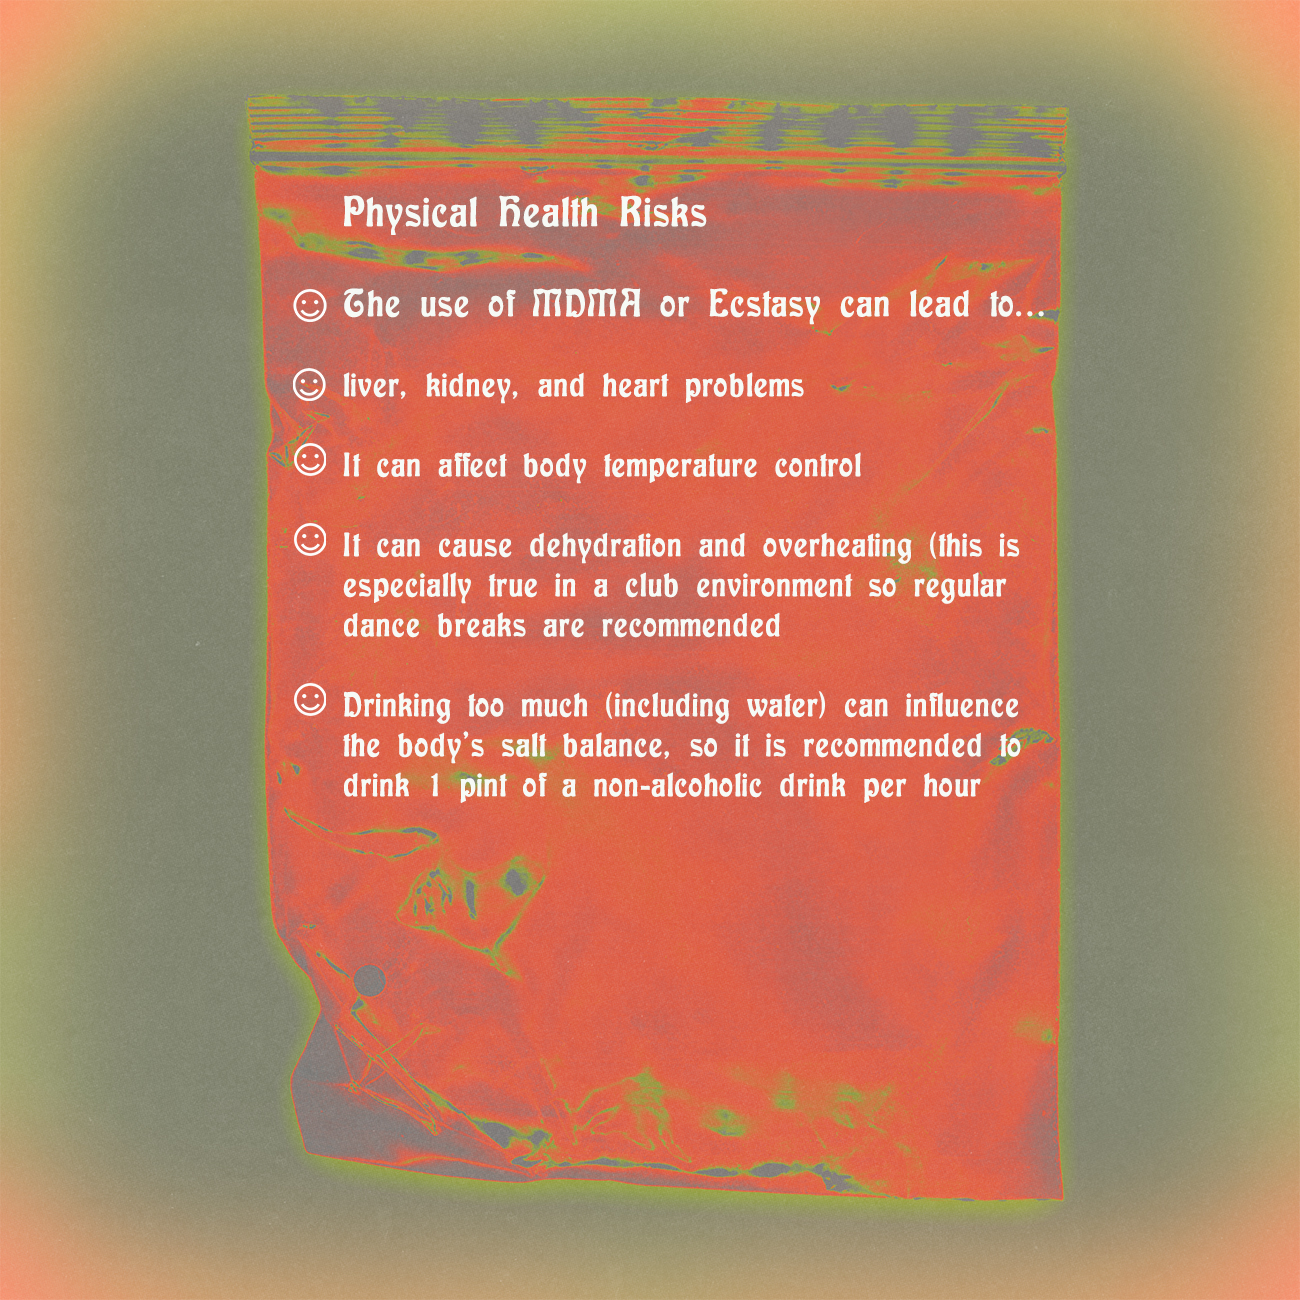 Physical Health Risks
The use of MDMA or Ecstasy can lead to...
liver, kidney, and heart problems
It can affect body temperature control
It can cause dehydration and overheating (this is
especially true in a club environment so regular
dance breaks are recommended
Drinking too much (including water) can influence
the body's salt balance, so it is recommended to
drink 1 pint of a non-alcoholic drink per hour